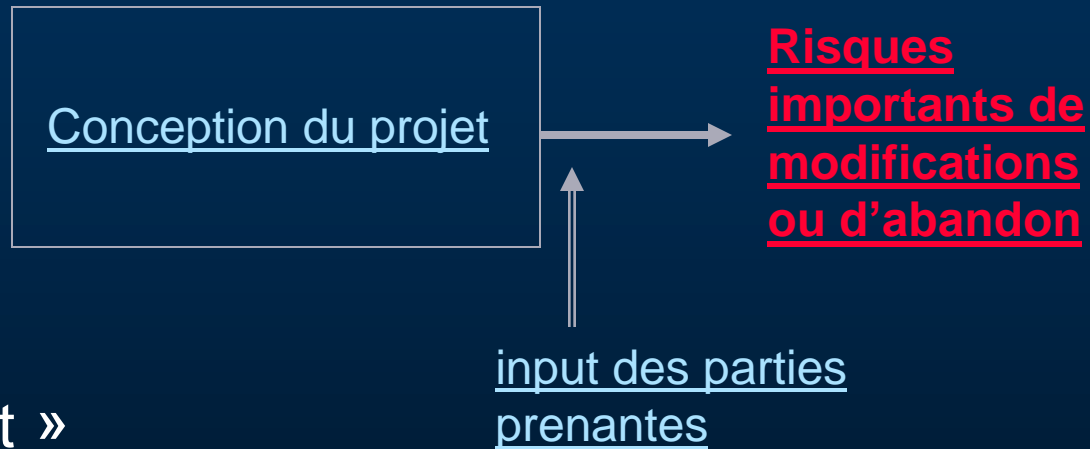 Risques
importants de
Conception du projet
modifications
ou d’abandon
input des parties
t »
prenantes